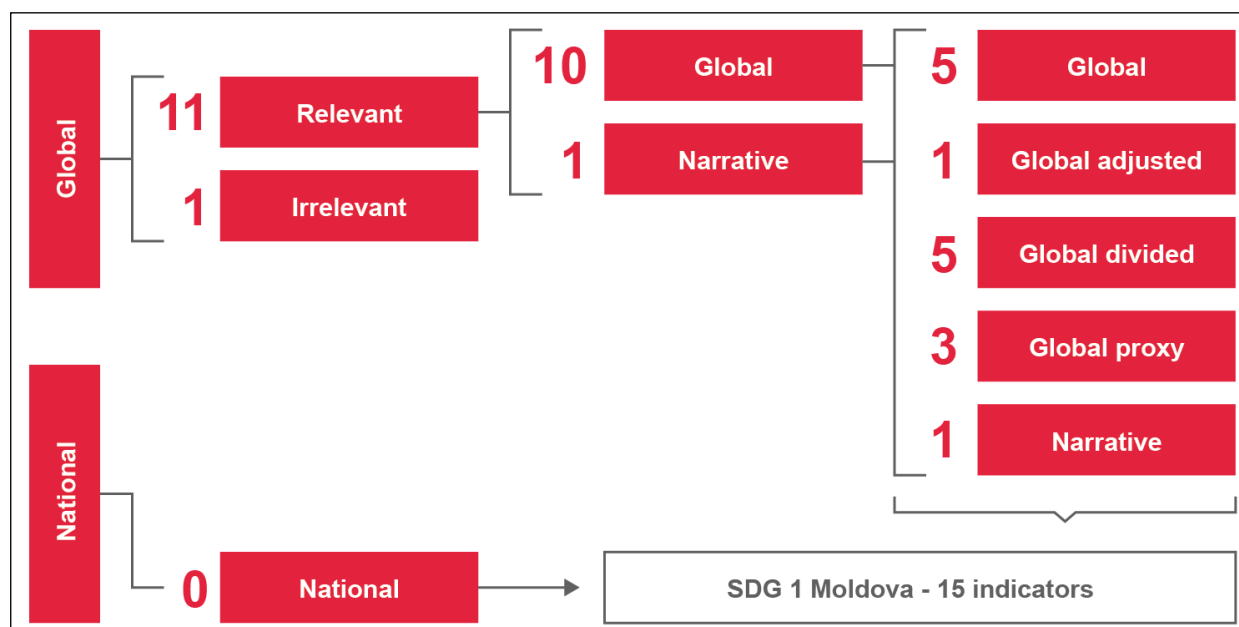 Global
11
Relevant
1
Irrelevant
10
Global
1
Narrative
5
Global
1
Global adjusted
5
Global divided
3
Global proxy
1
Narrative
National
0
National
SDG 1 Moldova - 15 indicators